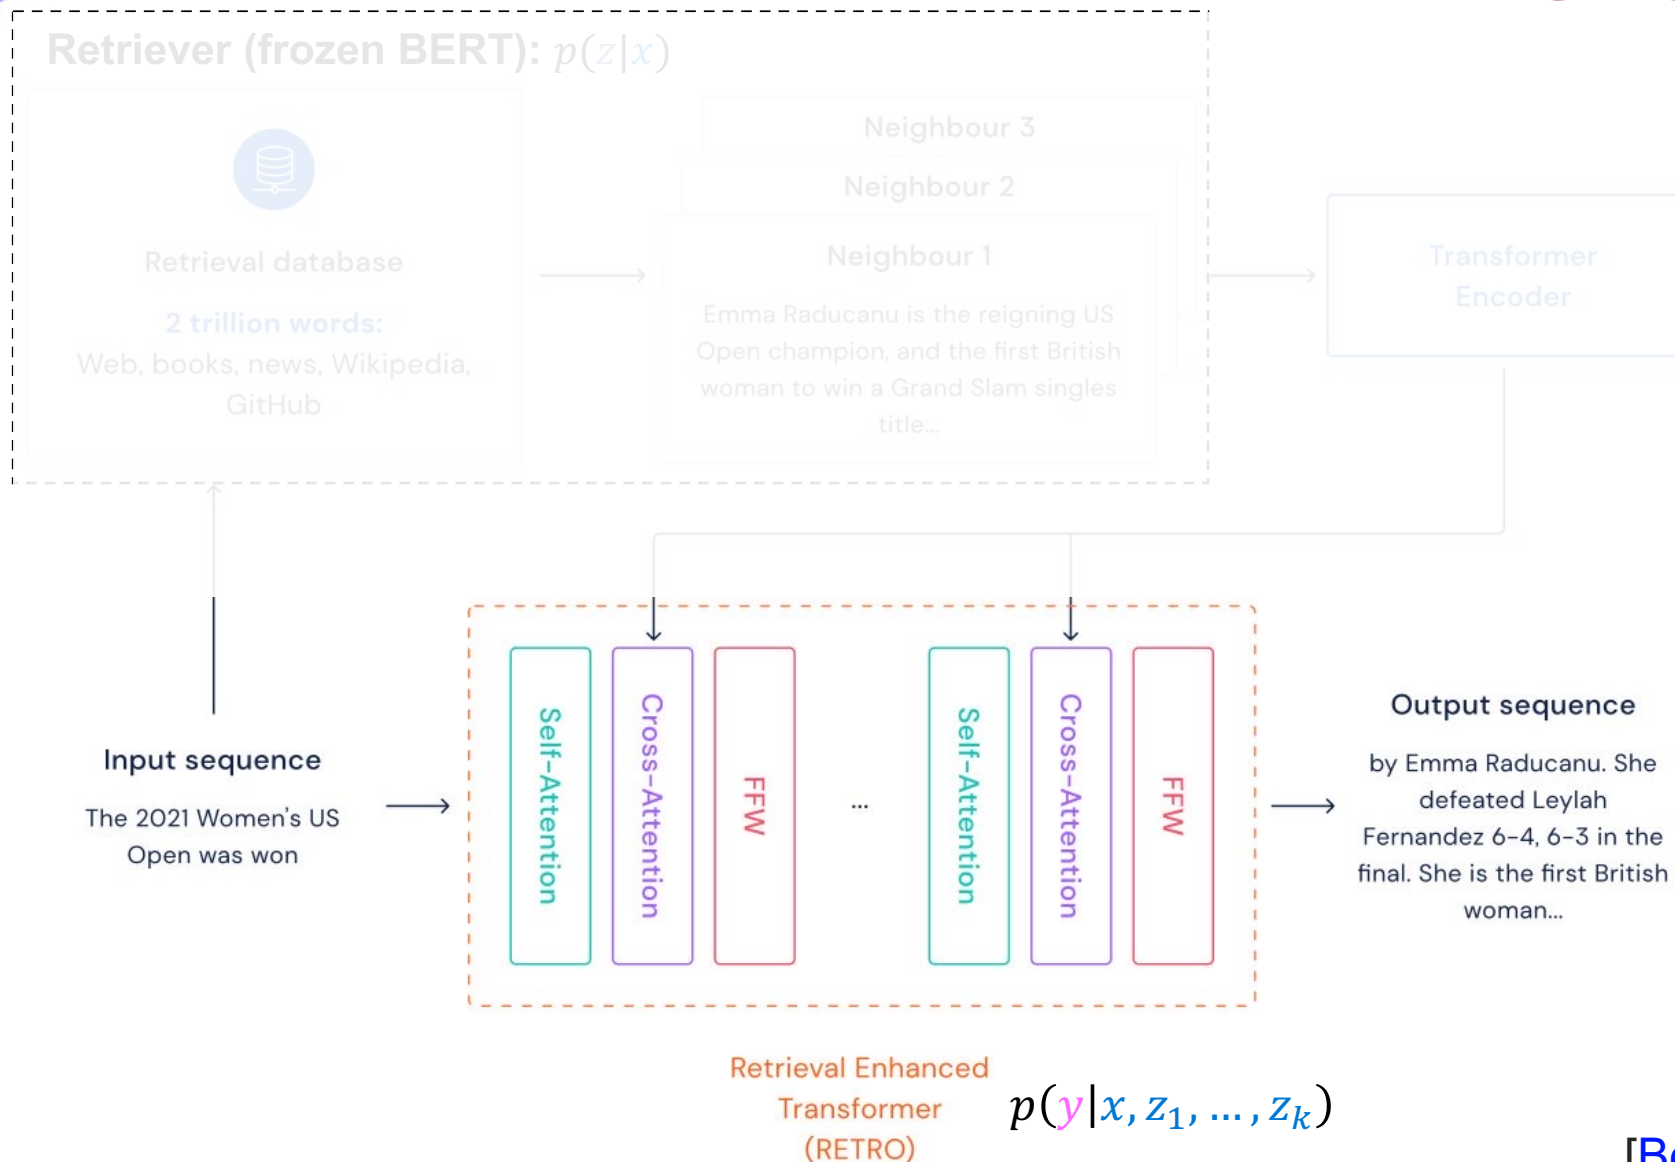 Retriever (frozen BERT): p(z|x)
Retrieval database
2 trillion words:
Web, books, news, Wikipedia,
GitHub
Neighbour 3
Neighbour 2
Neighbour 1
Emma Raducanu is the reigning US
Open champion, and the first British
woman to win a Grand Slam singles
title...
Transformer
Encoder
Input sequence
The 2021 Women's US
Open was won
Self-Attention
Cross-Attention
FFW
...
Self-Attention
Cross-Attention
FFW
Output sequence
by Emma Raducanu. She
defeated Leylah
Fernandez 6-4, 6-3 in the
final. She is the first British
woman...
Retrieval Enhanced
Transformer
(RETRO)
p(y|x, z₁, ..., zₖ)